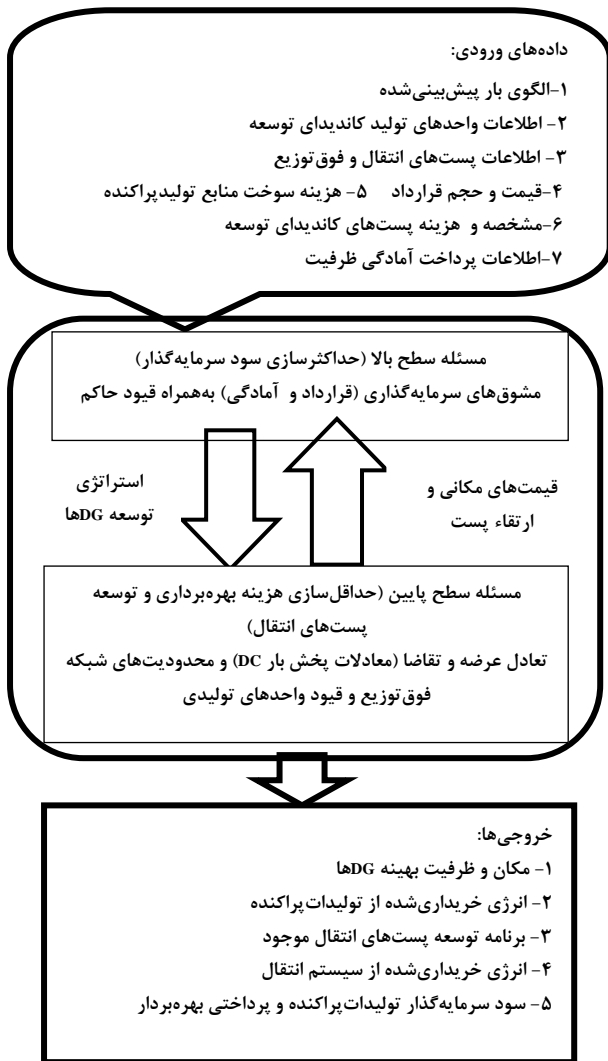 داده‌های ورودی:
۱-الگوی بار پیش‌بینی‌شده
۲- اطلاعات واحدهای تولید کاندیدای توسعه
۳- اطلاعات پست‌های انتقال و فوق‌توزیع
۴-قیمت و حجم قرارداد ۵- هزینه سوخت منابع تولیدپراکنده
۶-مشخصه و هزینه پست‌های کاندیدای توسعه
۷-اطلاعات پرداخت آمادگی ظرفیت
مسئله سطح بالا (حداکثرسازی سود سرمایه‌گذار)
مشوق‌های سرمایه‌گذاری (قرارداد و آمادگی) به‌همراه قیود حاکم
قیمت‌های مکانی و
ارتقاء پست
استراتژی
توسعه DGها
مسئله سطح پایین (حداقل‌سازی هزینه بهره‌برداری و توسعه
پست‌های انتقال)
تعادل عرضه و تقاضا (معادلات پخش بار DC) و محدودیت‌های شبکه
فوق‌توزیع و قیود واحدهای تولیدی
خروجی‌ها:
۱- مکان و ظرفیت بهینه DGها
۲- انرژی خریداری‌شده از تولیدات‌پراکنده
۳- برنامه توسعه پست‌های انتقال موجود
۴- انرژی خریداری‌شده از سیستم انتقال
۵- سود سرمایه‌گذار تولیدات‌پراکنده و پرداختی بهره‌بردار